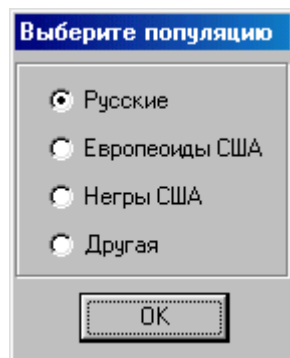 Выберите популяцию
Русские
Европеоиды США
Негры США
Другая
OK